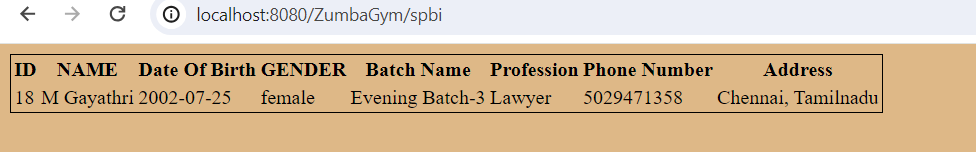 localhost:8080/ZumbaGym/spbi
ID NAME Date Of Birth GENDER Batch Name Profession Phone Number Address
18 M Gayathri 2002-07-25 female Evening Batch-3 Lawyer 5029471358 Chennai, Tamilnadu